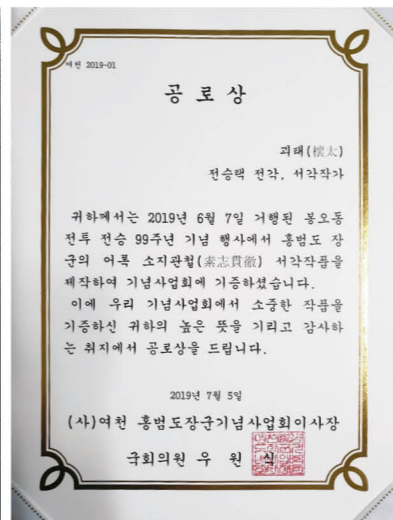 여천 2019-01
공로상
괴태(槐太)
전승택 전각, 서각작가
귀하께서는 2019년 6월 7일 거행된 봉오동
전투 전승 99주년 기념 행사에서 홍범도 장
군의 어록 소지관철(素志貫徹) 서각작품을
제작하여 기념사업회에 기증하셨습니다.
이에 우리 기념사업회에서 소중한 작품을
기증하신 귀하의 높은 뜻을 기리고 감사하
는 취지에서 공로상을 드립니다.
2019년 7월 5일
(사)여천 홍범도장군기념사업회이사장
국회의원 우 원 식